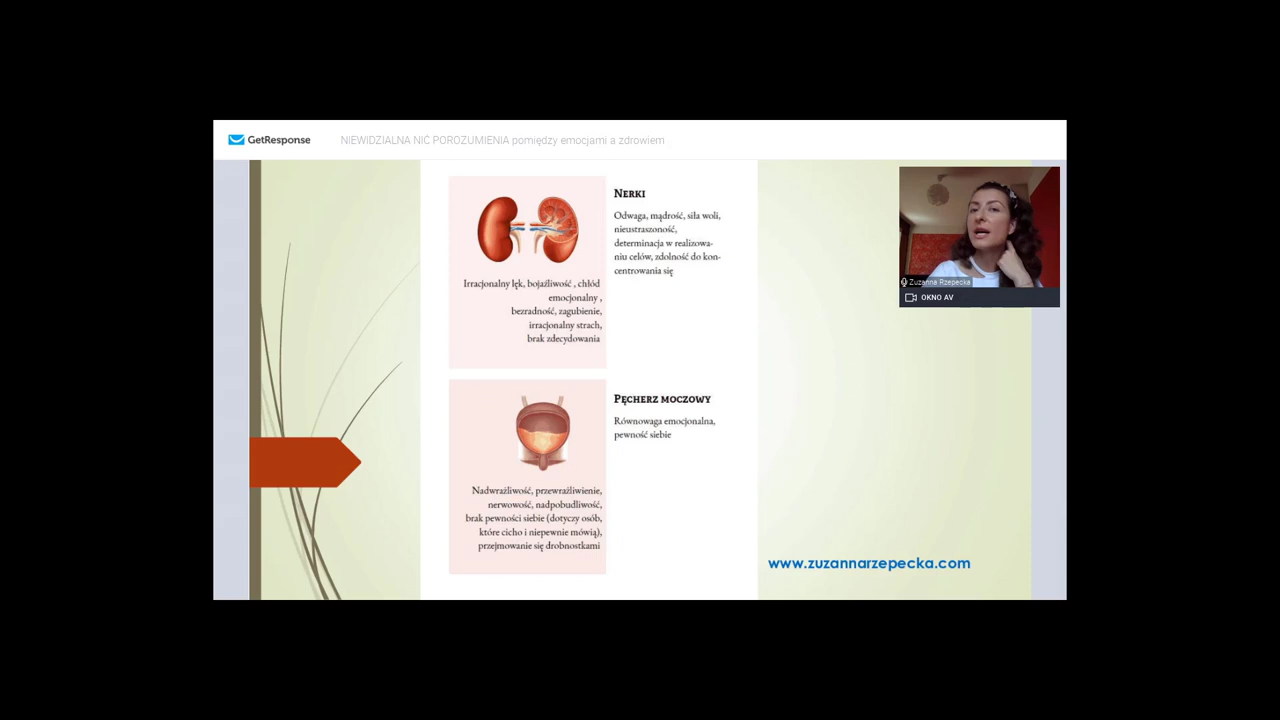 GetResponse
NIEWIDZIALNA NIĆ POROZUMIENIA pomiędzy emocjami a zdrowiem
Nerki
Odwaga, mądrość, siła woli,
nieustraszoność,
determinacja w realizowa-
niu celów, zdolność do kon-
centrowania się
Irracjonalny lęk, bojaźliwość , chłód
emocjonalny ,
bezradność, zagubienie,
irracjonalny strach,
brak zdecydowania
Pęcherz moczowy
Równowaga emocjonalna,
pewność siebie
Nadwrażliwość, przewrażliwienie,
nerwowość, nadpobudliwość,
brak pewności siebie (dotyczy osób,
które cicho i niepewnie mówią),
przejmowanie się drobnostkami
Zuzanna Rzepecka
OKNO AV
www.zuzannarzepecka.com